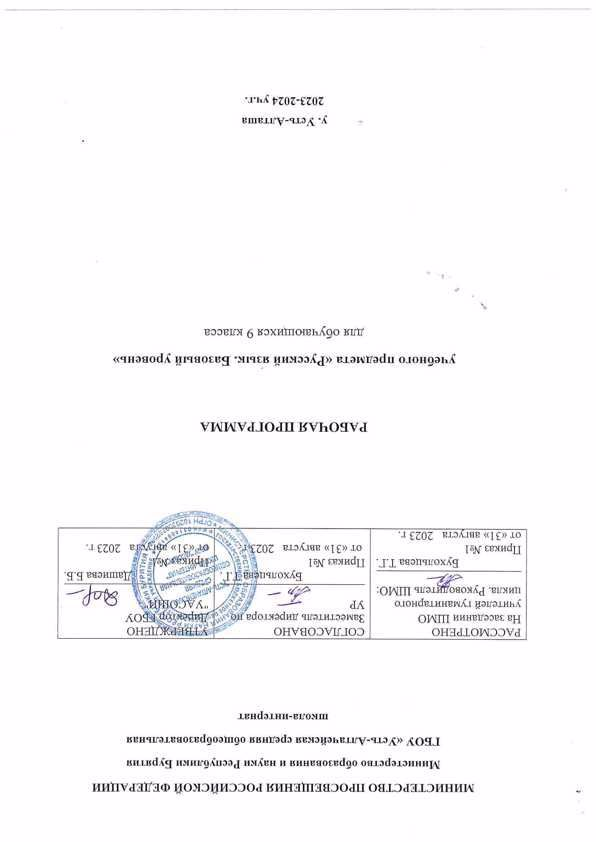 МИНИСТЕРСТВО ПРОСВЕЩЕНИЯ РОССИЙСКОЙ ФЕДЕРАЦИИ
Министерство образования и науки Республики Бурятия
ГБОУ «Усть-Алташейская средняя общеобразовательная
школа-интернат
РАССМОТРЕНО
На заседании ШМО
учителей гуманитарного
цикла. Руководитель ШМО:
Бухольцева Т.Г.
Приказ №1
от «31» августа 2023 г.
СОГЛАСОВАНО
Заместитель директора по
УР
Бухольцева Т.Г.
Приказ №1
от «31» августа 2023 г.
УТВЕРЖДЕНО
Директор ГБОУ
"УАСОШИ"
Дашиева Б.Б.
Приказ №1
от «31» августа 2023 г.
РАБОЧАЯ ПРОГРАММА
учебного предмета «Русский язык. Базовый уровень»
для обучающихся 9 класса
у. Усть-Алташа
2023-2024 уч.г.